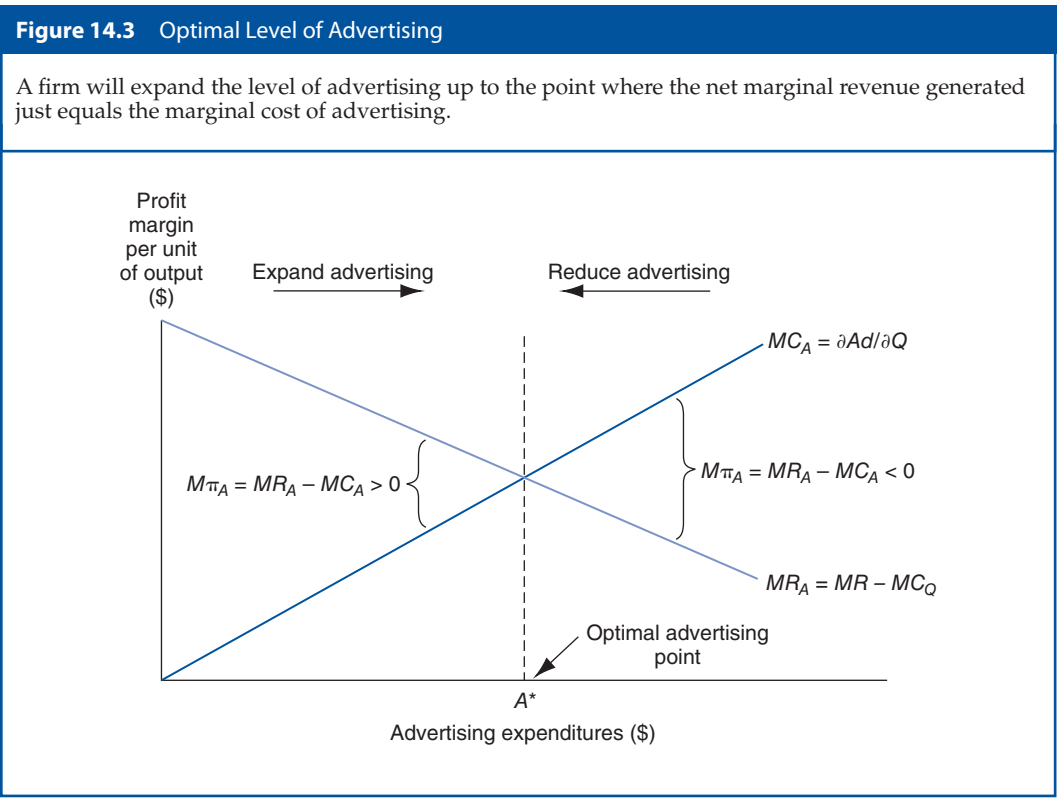 Figure 14.3 Optimal Level of Advertising
A firm will expand the level of advertising up to the point where the net marginal revenue generated
just equals the marginal cost of advertising.
Profit
margin
per unit
of output
($)
Expand advertising
Reduce advertising
MC_A = ∂Ad/∂Q
Mπ_A = MR_A – MC_A > 0
Mπ_A = MR_A – MC_A < 0
MR_A = MR – MC_Q
Optimal advertising
point
A*
Advertising expenditures ($)